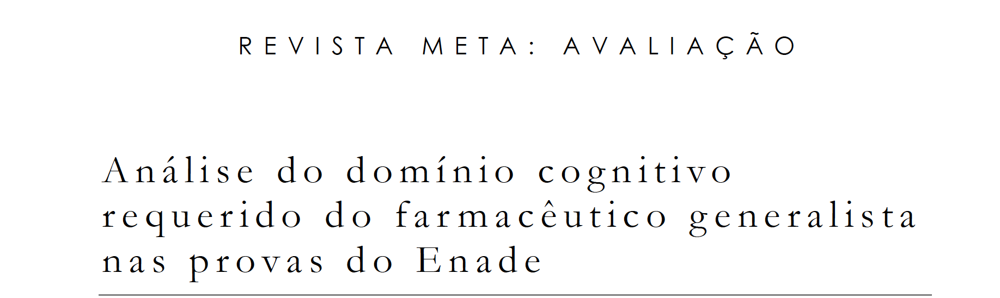 REVISTA META: AVALIAÇÃO
Análise do domínio cognitivo
requerido do farmacêutico generalista
nas provas do Enade